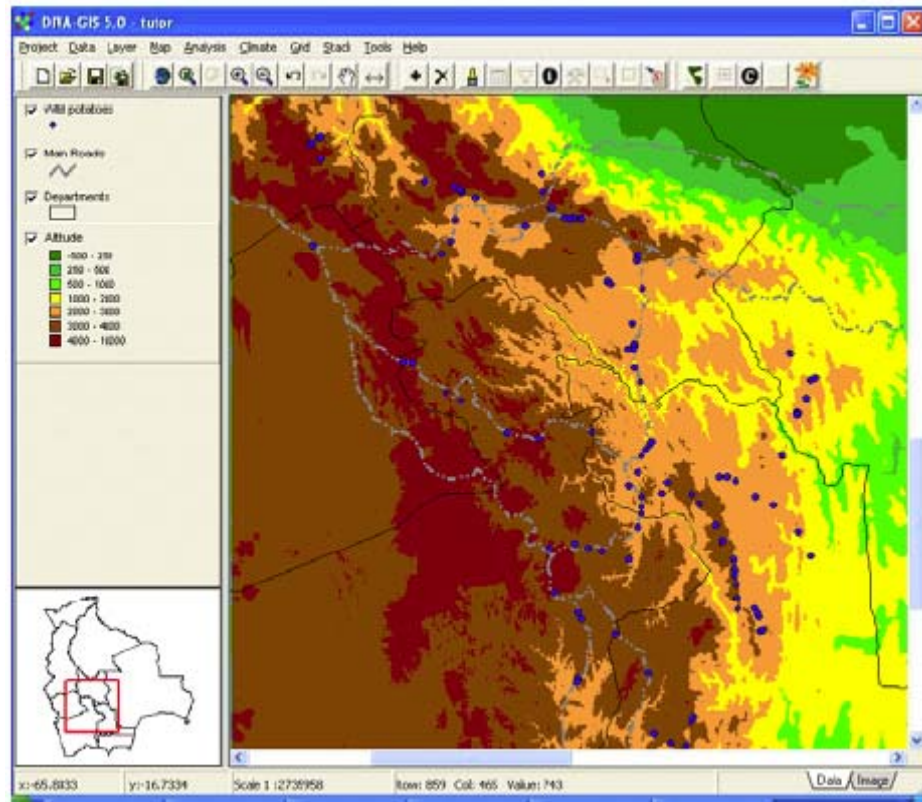 DIVA-GIS 5.0 - tutor
Project Data Layer Map Analysis Climate Grid Stack Tools Help
Wild potatoes
Main Roads
Departments
Altitude
-500 - 250
250 - 500
500 - 1000
1000 - 2000
2000 - 3000
3000 - 4000
4000 - 10000
x:-65.8033 y:-16.7334 Scale 1 :2739958 Row: 859 Col: 465 Value: 743 Data Image